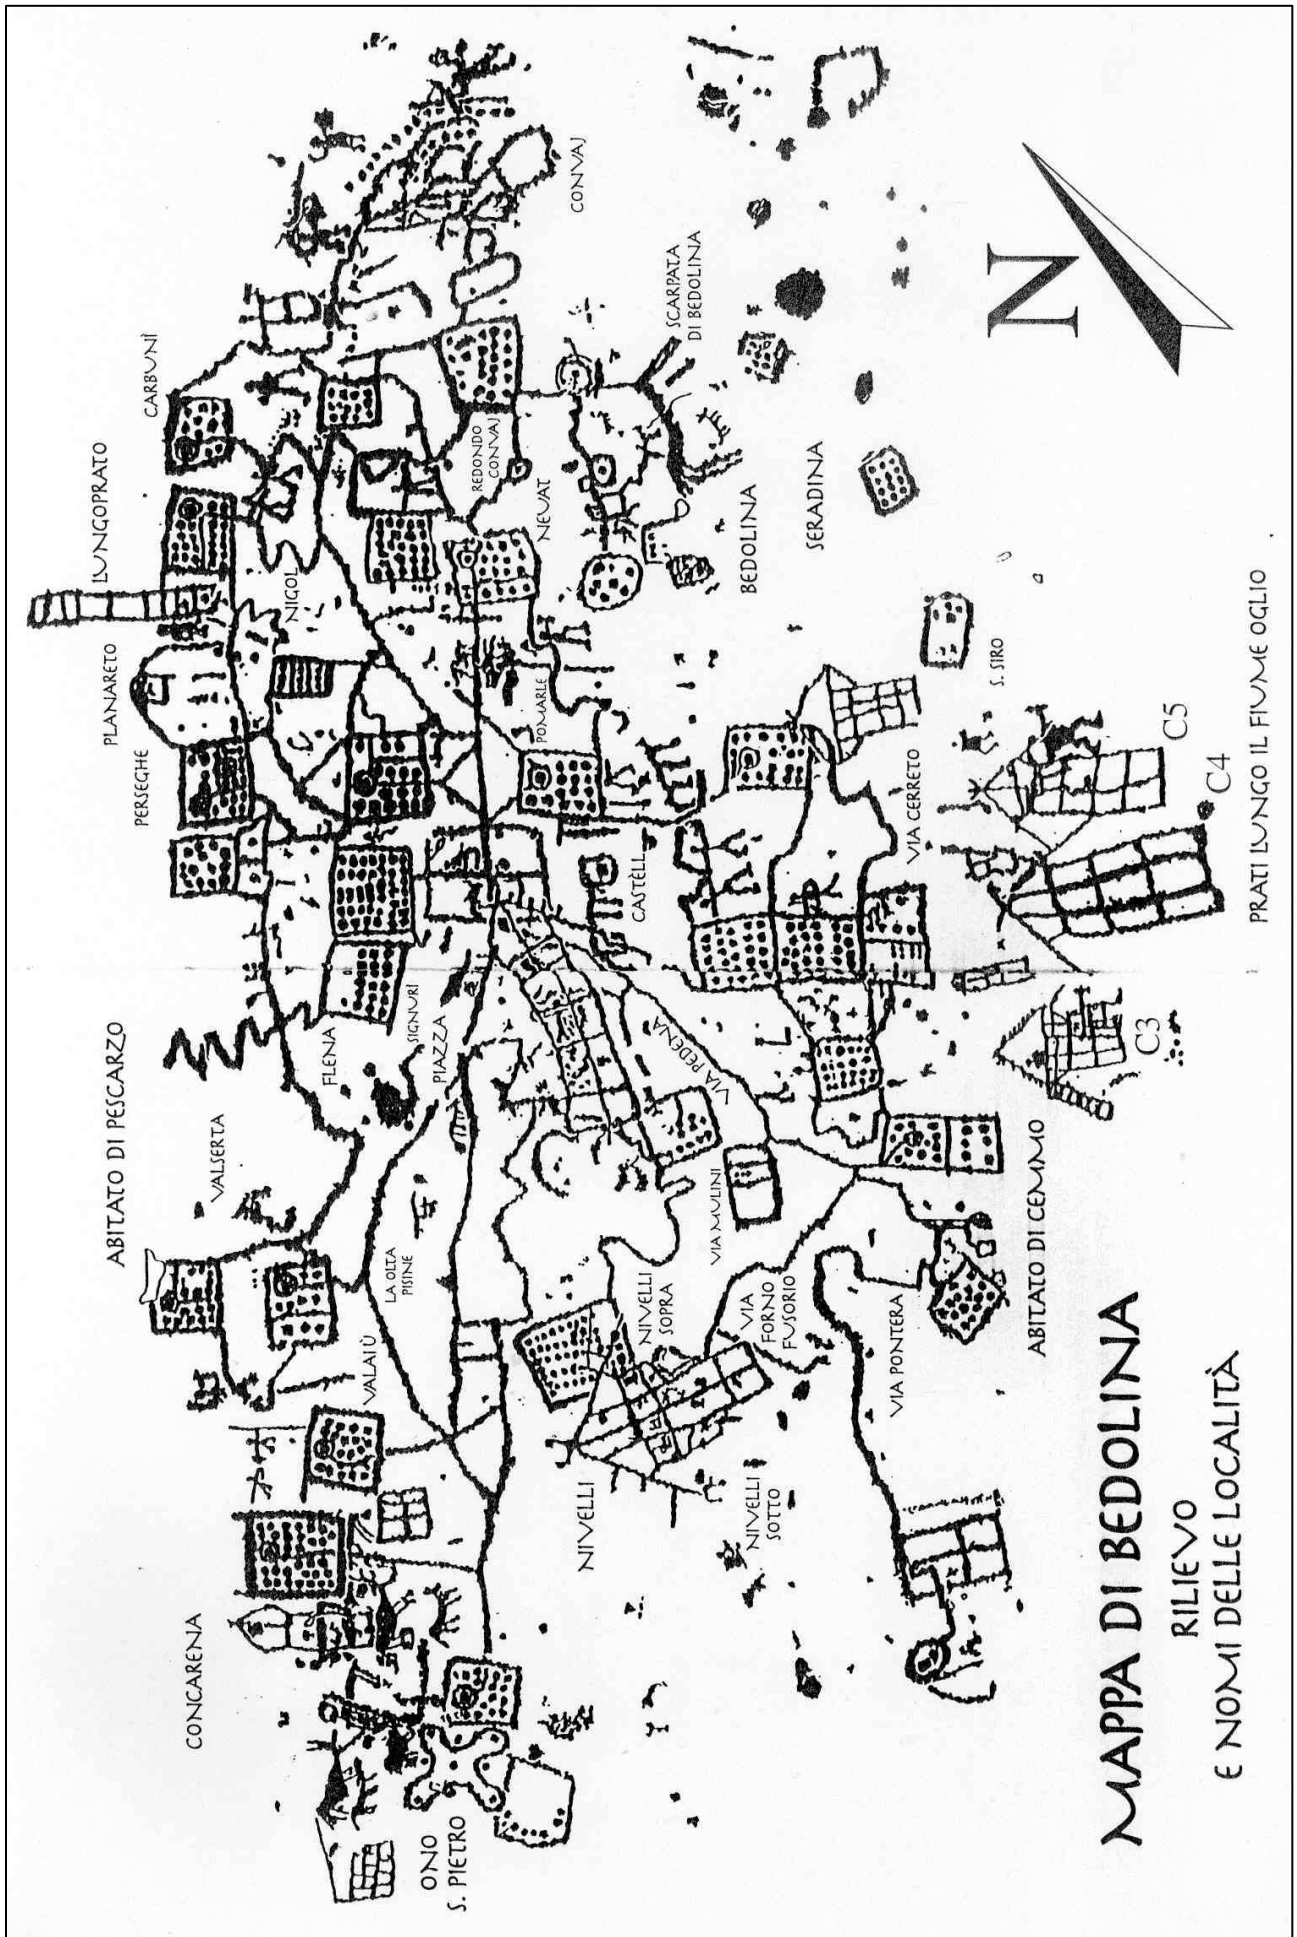 ABITATO DI PESCARZO
LUNGOPRATO
CARBUNÌ
PLANARETO
PERSEGHE
CONCARENA
VALSERTA
NIGOL
FLENA
VALAIÙ
LA OLTA
PISINE
SIGNURÌ
PIAZZA
ONO
S. PIETRO
REDONDO
CONVAJ
CONVAJ
NEVAT
POMARLE
NIVELLI
NIVELLI
SOPRA
CASTELL
VIA PEDENA
SCARPATA
DI BEDOLINA
VIA MULINI
BEDOLINA
NIVELLI
SOTTO
VIA
FORNO
FUSORIO
SERADINA
VIA PONTERA
VIA CERRETO
S. SIRO
N
ABITATO DI CEMMO
C3
C4
C5
PRATI LUNGO IL FIUME OGLIO
MAPPA DI BEDOLINA
RILIEVO
E NOMI DELLE LOCALITÀ